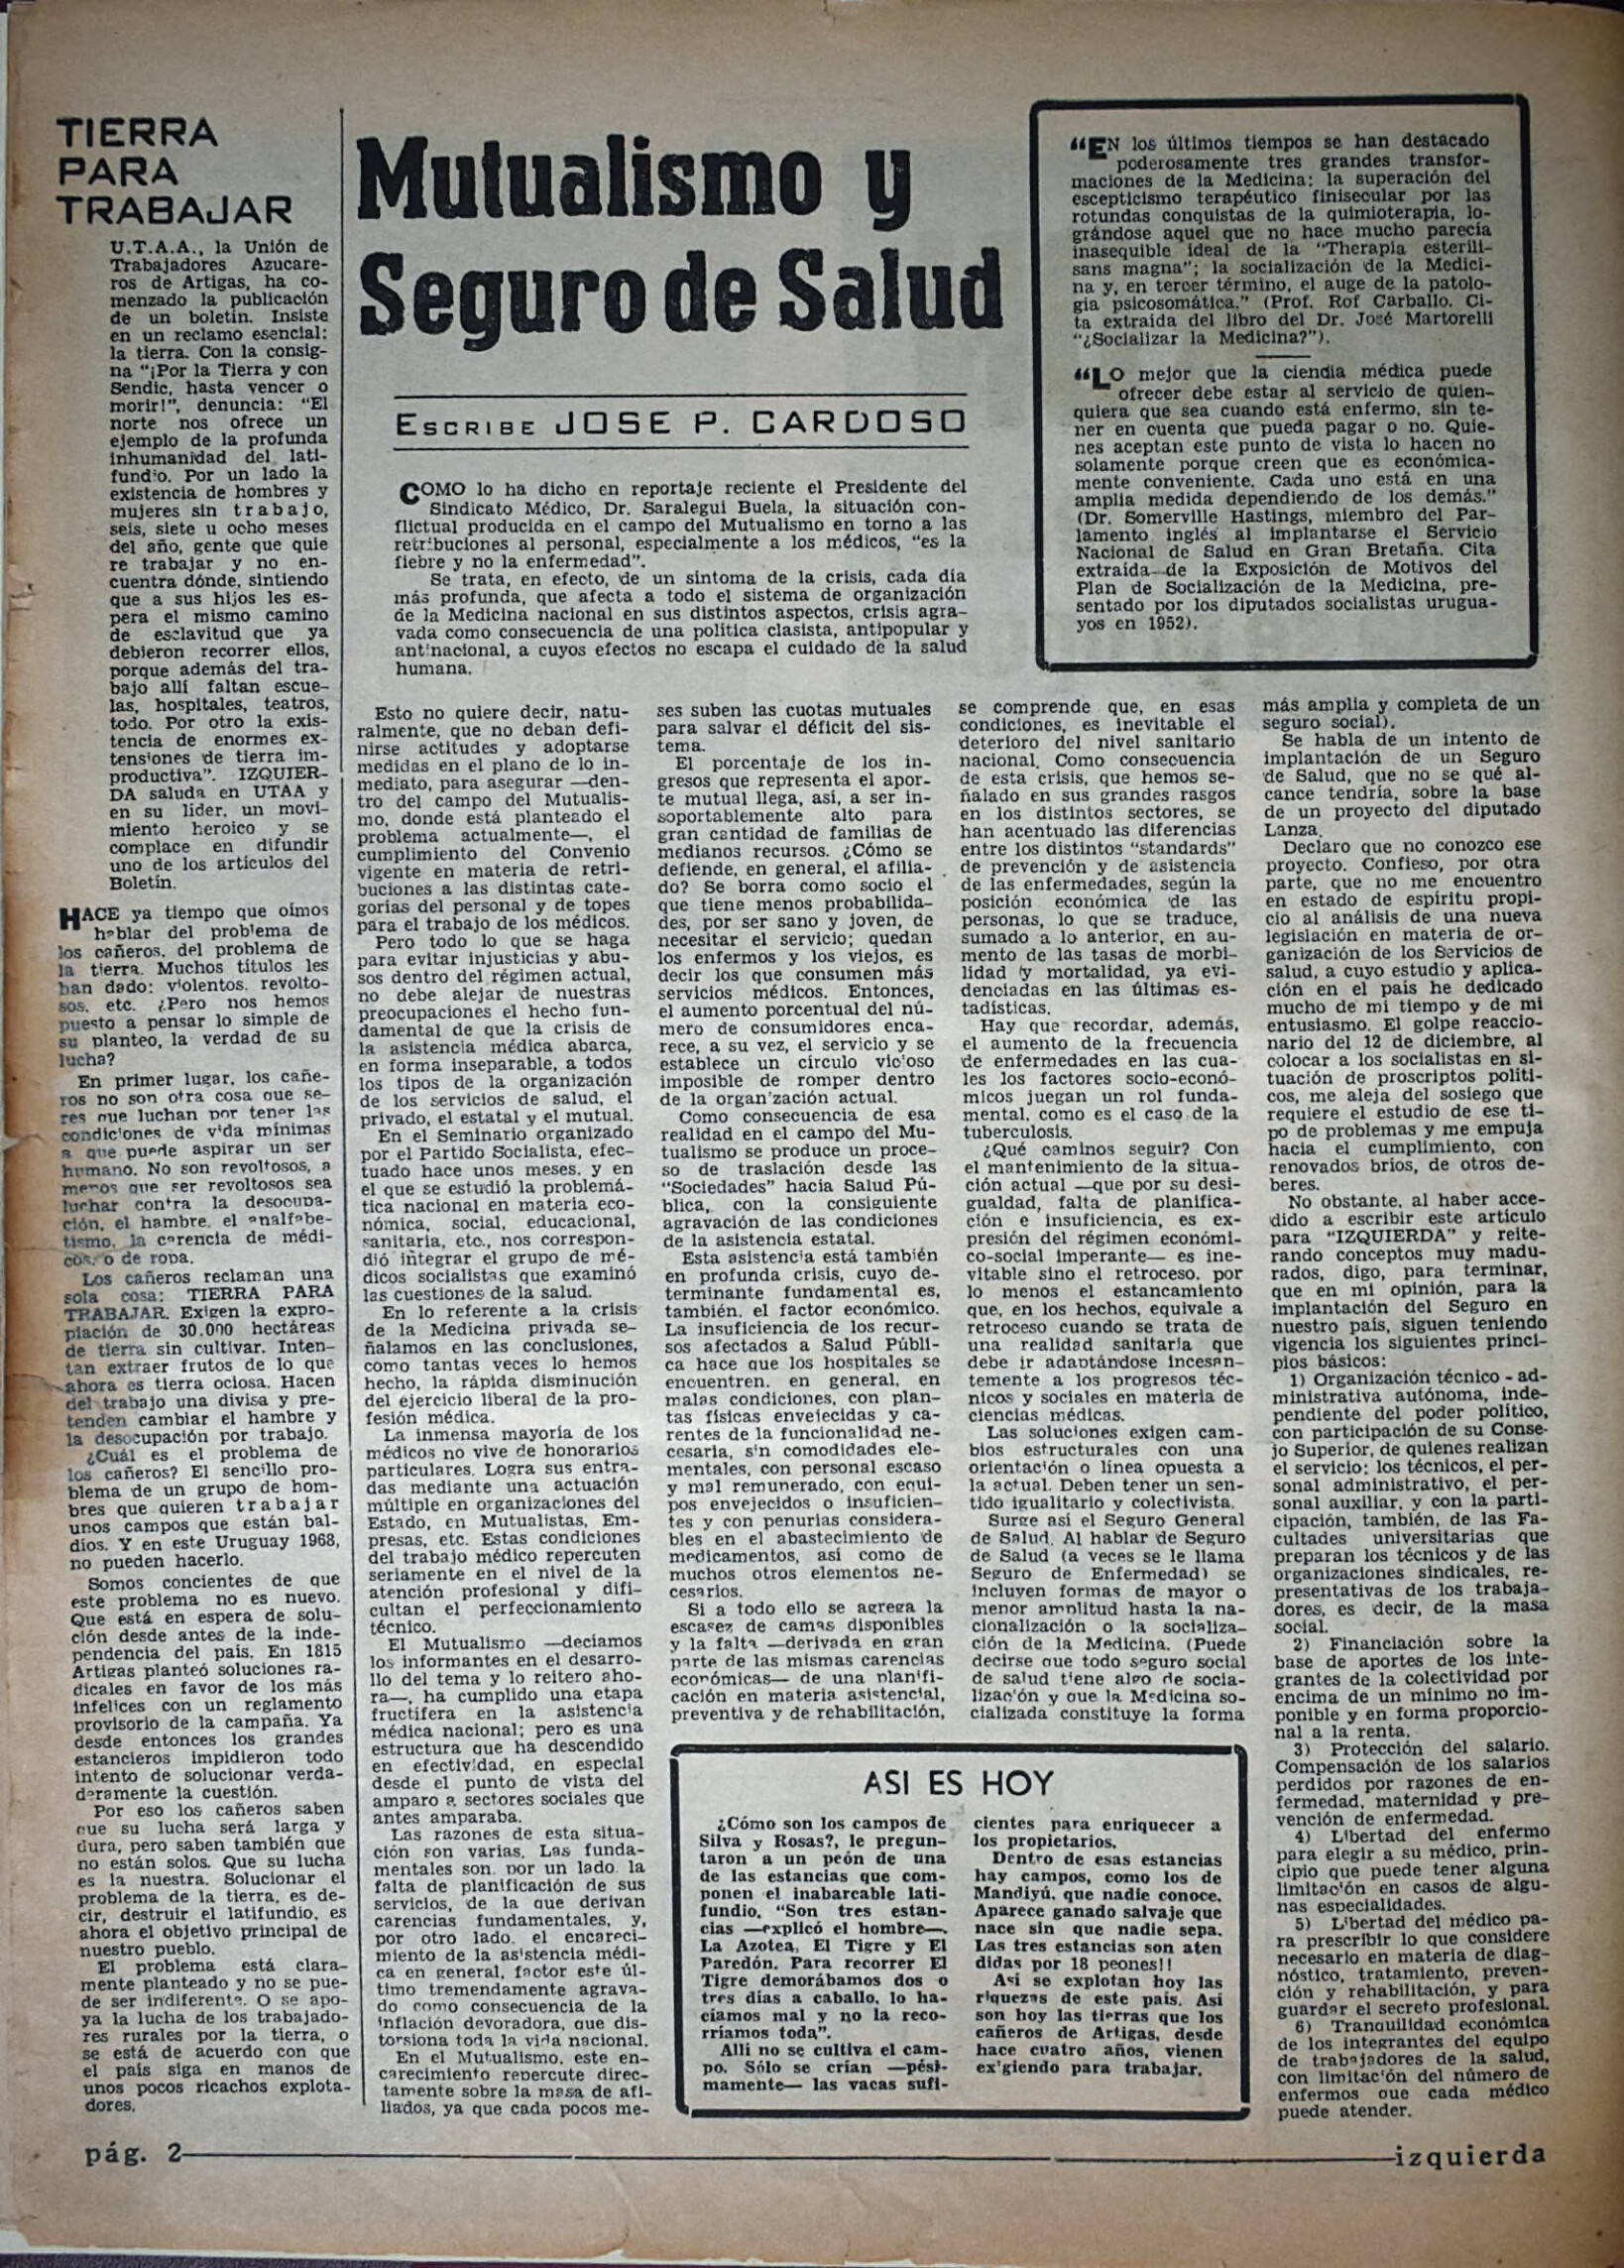 TIERRA
PARA
TRABAJAR
U.T.A.A., la Unión de
Trabajadores Azucare-
ros de Artigas, ha co-
menzado la publicación
de un boletín. Insiste
en un reclamo esencial:
la tierra. Con la consig-
na "¡Por la Tierra y con
Sendic, hasta vencer o
morir!", denuncia: "El
norte nos ofrece un
ejemplo de la profunda
inhumanidad del lati-
fundio. Por un lado la
existencia de hombres y
mujeres sin trabajo,
seis, siete u ocho meses
del año, gente que quie
re trabajar y no en-
cuentra dónde, sintiendo
que a sus hijos les es-
pera el mismo camino
de esclavitud que ya
debieron recorrer ellos,
porque además del tra-
bajo allí faltan escue-
las, hospitales, teatros,
todo. Por otro la exis-
tencia de enormes ex-
tensiones de tierra im-
productiva". IZQUIER-
DA saluda en UTAA y
en su líder, un movi-
miento heroico y se
complace en difundir
uno de los artículos del
Boletín.
HACE ya tiempo que oímos
hablar del problema de
los cañeros, del problema de
la tierra. Muchos títulos les
han dado: violentos, revolto-
sos, etc. ¿Pero nos hemos
puesto a pensar lo simple de
su planteo, la verdad de su
lucha?
En primer lugar, los cañe-
ros no son otra cosa que se-
res que luchan por tener las
condiciones de vida mínimas
a que puede aspirar un ser
humano. No son revoltosos, a
menos que ser revoltosos sea
luchar contra la desocupa-
ción, el hambre, el analfabe-
tismo, la carencia de médi-
cos, o de ropa.
Los cañeros reclaman una
sola cosa: TIERRA PARA
TRABAJAR. Exigen la expro-
piación de 30.000 hectáreas
de tierra sin cultivar. Inten-
tan extraer frutos de lo que
ahora es tierra ociosa. Hacen
del trabajo una divisa y pre-
tenden cambiar el hambre y
la desocupación por trabajo.
¿Cuál es el problema de
los cañeros? El sencillo pro-
blema de un grupo de hom-
bres que quieren trabajar
unos campos que están bal-
díos. Y en este Uruguay 1968,
no pueden hacerlo.
Somos concientes de que
este problema no es nuevo.
Que está en espera de solu-
ción desde antes de la inde-
pendencia del país. En 1815
Artigas planteó soluciones ra-
dicales en favor de los más
infelices con un reglamento
provisorio de la campaña. Ya
desde entonces los grandes
estancieros impidieron todo
intento de solucionar verda-
deramente la cuestión.
Por eso los cañeros saben
que su lucha será larga y
dura, pero saben también que
no están solos. Que su lucha
es la nuestra. Solucionar el
problema de la tierra, es de-
cir, destruir el latifundio, es
ahora el objetivo principal de
nuestro pueblo.
El problema está clara-
mente planteado y no se pue-
de ser indiferente. O se apo-
ya la lucha de los trabajado-
res rurales por la tierra, o
se está de acuerdo con que
el país siga en manos de
unos pocos ricachos explota-
dores.
Mutualismo y
Seguro de Salud
ESCRIBE JOSE P. CARDOSO
COMO lo ha dicho en reportaje reciente el Presidente del
Sindicato Médico, Dr. Saralegui Buela, la situación con-
flictual producida en el campo del Mutualismo en torno a las
retribuciones al personal, especialmente a los médicos, "es la
fiebre y no la enfermedad".
Se trata, en efecto, de un síntoma de la crisis, cada día
más profunda, que afecta a todo el sistema de organización
de la Medicina nacional en sus distintos aspectos, crisis agra-
vada como consecuencia de una política clasista, antipopular y
antinacional, a cuyos efectos no escapa el cuidado de la salud
humana.
"EN los últimos tiempos se han destacado
poderosamente tres grandes transfor-
maciones de la Medicina: la superación del
escepticismo terapéutico finisecular por las
rotundas conquistas de la quimioterapia, lo-
grándose aquel que no hace mucho parecía
inasequible ideal de la "Therapia esterili-
sans magna"; la socialización de la Medici-
na y, en tercer término, el auge de la patolo-
gía psicosomática." (Prof. Rof Carballo. Ci-
ta extraída del libro del Dr. José Martorelli
"¿Socializar la Medicina?").
"LO mejor que la ciendia médica puede
ofrecer debe estar al servicio de quien-
quiera que sea cuando está enfermo, sin te-
ner en cuenta que pueda pagar o no. Quie-
nes aceptan este punto de vista lo hacen no
solamente porque creen que es económica-
mente conveniente. Cada uno está en una
amplia medida dependiendo de los demás."
(Dr. Somerville Hastings, miembro del Par-
lamento inglés al implantarse el Servicio
Nacional de Salud en Gran Bretaña. Cita
extraída de la Exposición de Motivos del
Plan de Socialización de la Medicina, pre-
sentado por los diputados socialistas urugua-
yos en 1952).
Esto no quiere decir, natu-
ralmente, que no deban defi-
nirse actitudes y adoptarse
medidas en el plano de lo in-
mediato, para asegurar —den-
tro del campo del Mutualis-
mo, donde está planteado el
problema actualmente—, el
cumplimiento del Convenio
vigente en materia de retri-
buciones a las distintas cate-
gorías del personal y de topes
para el trabajo de los médicos.
Pero todo lo que se haga
para evitar injusticias y abu-
sos dentro del régimen actual,
no debe alejar de nuestras
preocupaciones el hecho fun-
damental de que la crisis de
la asistencia médica abarca,
en forma inseparable, a todos
los tipos de la organización
de los servicios de salud, el
privado, el estatal y el mutual.
En el Seminario organizado
por el Partido Socialista, efec-
tuado hace unos meses, y en
el que se estudió la problemá-
tica nacional en materia eco-
nómica, social, educacional,
sanitaria, etc., nos correspon-
dió integrar el grupo de mé-
dicos socialistas que examinó
las cuestiones de la salud.
En lo referente a la crisis
de la Medicina privada se-
ñalamos en las conclusiones,
como tantas veces lo hemos
hecho, la rápida disminución
del ejercicio liberal de la pro-
fesión médica.
La inmensa mayoría de los
médicos no vive de honorarios
particulares. Logra sus entra-
das mediante una actuación
múltiple en organizaciones del
Estado, en Mutualistas, Em-
presas, etc. Estas condiciones
del trabajo médico repercuten
seriamente en el nivel de la
atención profesional y difi-
cultan el perfeccionamiento
técnico.
El Mutualismo —decíamos
los informantes en el desarro-
llo del tema y lo reitero aho-
ra—, ha cumplido una etapa
fructífera en la asistencia
médica nacional; pero es una
estructura que ha descendido
en efectividad, en especial
desde el punto de vista del
amparo a sectores sociales que
antes amparaba.
Las razones de esta situa-
ción son varias. Las funda-
mentales son, por un lado, la
falta de planificación de sus
servicios, de la que derivan
carencias fundamentales, y,
por otro lado, el encareci-
miento de la asistencia médi-
ca en general, factor este úl-
timo tremendamente agrava-
do como consecuencia de la
inflación devoradora, que dis-
torsiona toda la vida nacional.
En el Mutualismo, este en-
carecimiento repercute direc-
tamente sobre la masa de afi-
liados, ya que cada pocos me-
ses suben las cuotas mutuales
para salvar el déficit del sis-
tema.
El porcentaje de los in-
gresos que representa el apor-
te mutual llega, así, a ser in-
soportablemente alto para
gran cantidad de familias de
medianos recursos. ¿Cómo se
defiende, en general, el afilia-
do? Se borra como socio el
que tiene menos probabilida-
des, por ser sano y joven, de
necesitar el servicio; quedan
los enfermos y los viejos, es
decir los que consumen más
servicios médicos. Entonces,
el aumento porcentual del nú-
mero de consumidores enca-
rece, a su vez, el servicio y se
establece un círculo vicioso
imposible de romper dentro
de la organización actual.
Como consecuencia de esa
realidad en el campo del Mu-
tualismo se produce un proce-
so de traslación desde las
"Sociedades" hacia Salud Pú-
blica, con la consiguiente
agravación de las condiciones
de la asistencia estatal.
Esta asistencia está también
en profunda crisis, cuyo de-
terminante fundamental es,
también, el factor económico.
La insuficiencia de los recur-
sos afectados a Salud Públi-
ca hace que los hospitales se
encuentren, en general, en
malas condiciones, con plan-
tas físicas envejecidas y ca-
rentes de la funcionalidad ne-
cesaria, sin comodidades ele-
mentales, con personal escaso
y mal remunerado, con equi-
pos envejecidos o insuficien-
tes y con penurias considera-
bles en el abastecimiento de
medicamentos, así como de
muchos otros elementos ne-
cesarios.
Si a todo ello se agrega la
escasez de camas disponibles
y la falta —derivada en gran
parte de las mismas carencias
económicas— de una planifi-
cación en materia asistencial,
preventiva y de rehabilitación,
se comprende que, en esas
condiciones, es inevitable el
deterioro del nivel sanitario
nacional. Como consecuencia
de esta crisis, que hemos se-
ñalado en sus grandes rasgos
en los distintos sectores, se
han acentuado las diferencias
entre los distintos "standards"
de prevención y de asistencia
de las enfermedades, según la
posición económica de las
personas, lo que se traduce,
sumado a lo anterior, en au-
mento de las tasas de morbi-
lidad y mortalidad, ya evi-
denciadas en las últimas es-
tadísticas.
Hay que recordar, además,
el aumento de la frecuencia
de enfermedades en las cua-
les los factores socio-econó-
micos juegan un rol funda-
mental, como es el caso de la
tuberculosis.
¿Qué caminos seguir? Con
el mantenimiento de la situa-
ción actual —que por su desi-
gualdad, falta de planifica-
ción e insuficiencia, es ex-
presión del régimen económi-
co-social imperante— es ine-
vitable sino el retroceso, por
lo menos el estancamiento
que, en los hechos, equivale a
retroceso cuando se trata de
una realidad sanitaria que
debe ir adaptándose incesan-
temente a los progresos téc-
nicos y sociales en materia de
ciencias médicas.
Las soluciones exigen cam-
bios estructurales con una
orientación o línea opuesta a
la actual. Deben tener un sen-
tido igualitario y colectivista.
Surge así el Seguro General
de Salud. Al hablar de Seguro
de Salud (a veces se le llama
Seguro de Enfermedad) se
incluyen formas de mayor o
menor amplitud hasta la na-
cionalización o la socializa-
ción de la Medicina. (Puede
decirse que todo seguro social
de salud tiene algo de socia-
lización y que la Medicina so-
cializada constituye la forma
más amplia y completa de un
seguro social).
Se habla de un intento de
implantación de un Seguro
de Salud, que no se qué al-
cance tendría, sobre la base
de un proyecto del diputado
Lanza.
Declaro que no conozco ese
proyecto. Confieso, por otra
parte, que no me encuentro
en estado de espíritu propi-
cio al análisis de una nueva
legislación en materia de or-
ganización de los Servicios de
salud, a cuyo estudio y aplica-
ción en el país he dedicado
mucho de mi tiempo y de mi
entusiasmo. El golpe reaccio-
nario del 12 de diciembre, al
colocar a los socialistas en si-
tuación de proscriptos políti-
cos, me aleja del sosiego que
requiere el estudio de ese ti-
po de problemas y me empuja
hacia el cumplimiento, con
renovados bríos, de otros de-
beres.
No obstante, al haber acce-
dido a escribir este artículo
para "IZQUIERDA" y reite-
rando conceptos muy madu-
rados, digo, para terminar,
que en mi opinión, para la
implantación del Seguro en
nuestro país, siguen teniendo
vigencia los siguientes princi-
pios básicos:
1) Organización técnico - ad-
ministrativa autónoma, inde-
pendiente del poder político,
con participación de su Conse-
jo Superior, de quienes realizan
el servicio: los técnicos, el per-
sonal administrativo, el per-
sonal auxiliar, y con la parti-
cipación, también, de las Fa-
cultades universitarias que
preparan los técnicos y de las
organizaciones sindicales, re-
presentativas de los trabaja-
dores, es decir, de la masa
social.
2) Financiación sobre la
base de aportes de los inte-
grantes de la colectividad por
encima de un mínimo no im-
ponible y en forma proporcio-
nal a la renta.
3) Protección del salario.
Compensación de los salarios
perdidos por razones de en-
fermedad, maternidad y pre-
vención de enfermedad.
4) Libertad del enfermo
para elegir a su médico, prin-
cipio que puede tener alguna
limitación en casos de algu-
nas especialidades.
5) Libertad del médico pa-
ra prescribir lo que considere
necesario en materia de diag-
nóstico, tratamiento, preven-
ción y rehabilitación, y para
guardar el secreto profesional.
6) Tranquilidad económica
de los integrantes del equipo
de trabajadores de la salud,
con limitación del número de
enfermos que cada médico
puede atender.
ASI ES HOY
¿Cómo son los campos de
Silva y Rosas?, le pregun-
taron a un peón de una
de las estancias que com-
ponen el inabarcable lati-
fundio. "Son tres estan-
cias —explicó el hombre—.
La Azotea, El Tigre y El
Paredón. Para recorrer El
Tigre demorábamos dos o
tres días a caballo, lo ha-
cíamos mal y no la reco-
rríamos toda".
Allí no se cultiva el cam-
po. Sólo se crían —pési-
mamente— las vacas sufi-
cientes para enriquecer a
los propietarios.
Dentro de esas estancias
hay campos, como los de
Mandiyú, que nadie conoce.
Aparece ganado salvaje que
nace sin que nadie sepa.
Las tres estancias son aten
didas por 18 peones!!
Así se explotan hoy las
riquezas de este país. Así
son hoy las tierras que los
cañeros de Artigas, desde
hace cuatro años, vienen
exigiendo para trabajar.
pág. 2
izquierda